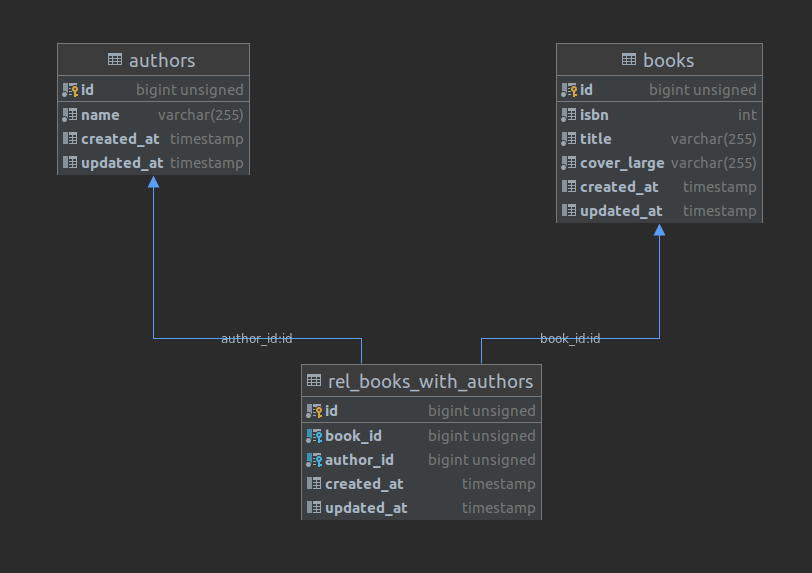 authors
id bigint unsigned
name varchar(255)
created_at timestamp
updated_at timestamp
books
id bigint unsigned
isbn int
title varchar(255)
cover_large varchar(255)
created_at timestamp
updated_at timestamp
author_id:id
book_id:id
rel_books_with_authors
id bigint unsigned
book_id bigint unsigned
author_id bigint unsigned
created_at timestamp
updated_at timestamp